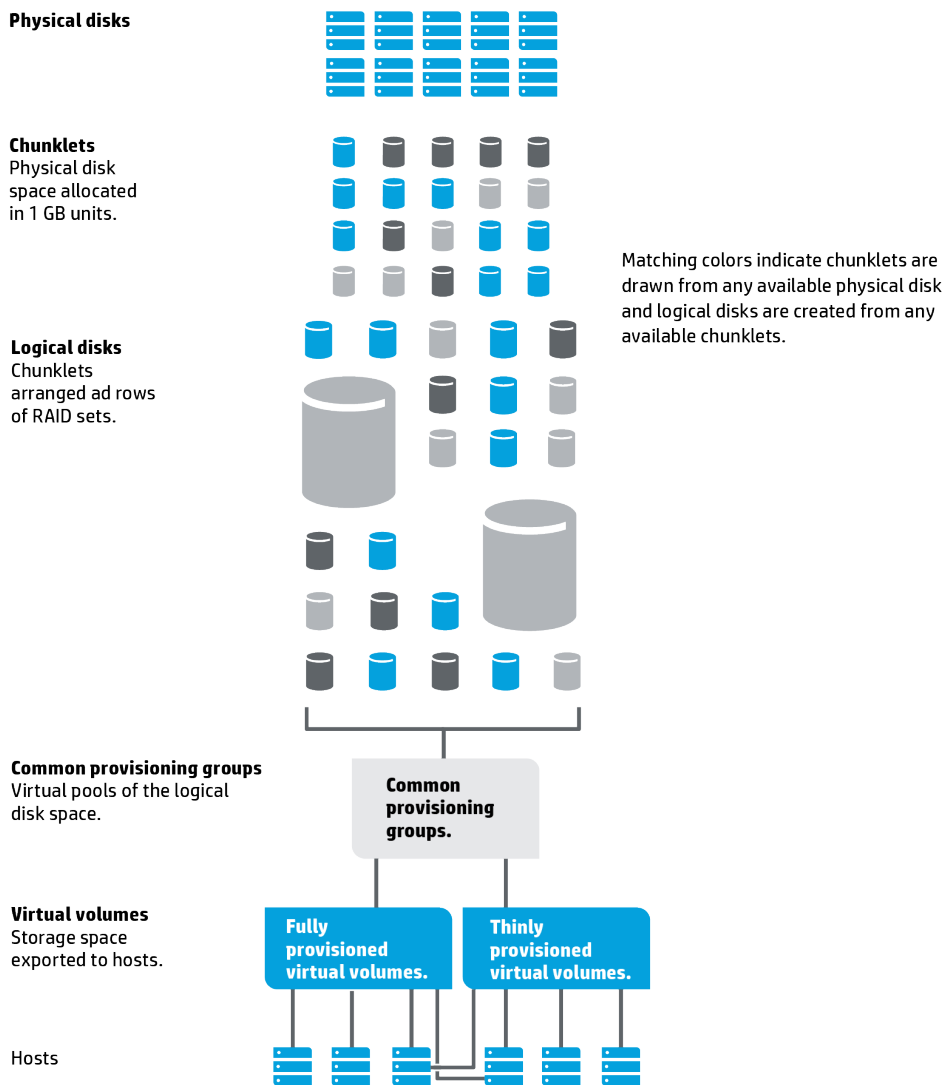 Physical disks
Chunklets
Physical disk
space allocated
in 1 GB units.
Matching colors indicate chunklets are
drawn from any available physical disk
and logical disks are created from any
available chunklets.
Logical disks
Chunklets
arranged ad rows
of RAID sets.
Common provisioning groups
Virtual pools of the logical
disk space.
Common
provisioning
groups.
Virtual volumes
Storage space
exported to hosts.
Fully
provisioned
virtual volumes.
Thinly
provisioned
virtual volumes.
Hosts